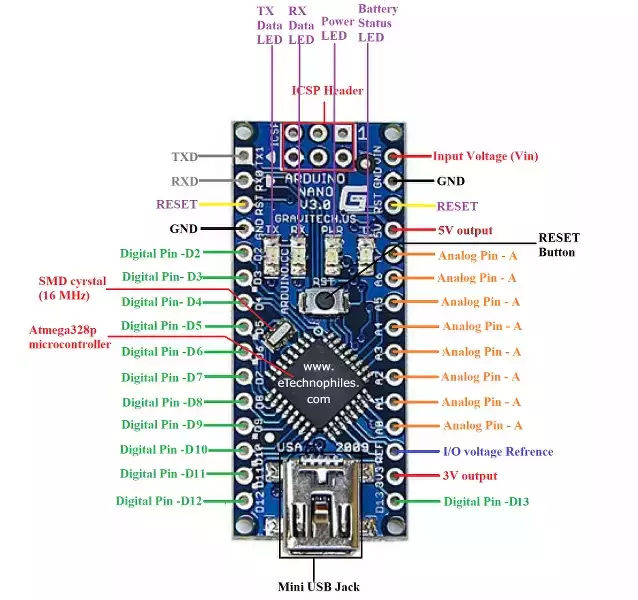 TX
Data
LED
RX
Data
LED
Power
LED
Battery
Status
LED
ICSP Header
ICSP
1
TXD
TX1
VIN
Input Voltage (Vin)
RXD
RX0
GND
GND
ARDUINO
NANO
V3.0
G
RESET
RST
RST
RESET
GRAVITECH.US
GND
GND
5V
5V output
TX
RX
PWR
RESET
Button
Digital Pin -D2
D2
Analog Pin - A
ARDUINO.CC
Digital Pin- D3
D3
RST
A6
Analog Pin - A
SMD cyrstal
(16 MHz)
Digital Pin- D4
D4
Analog Pin - A
Digital Pin -D5
D5
A4
Analog Pin - A
Atmega328p
microcontroller
Digital Pin -D6
A3
Analog Pin - A
www.
eTechnophiles.
com
Digital Pin -D7
D7
A2
Analog Pin - A
Digital Pin -D8
D8
A1
Analog Pin - A
Digital Pin -D9
D9
A0
Analog Pin - A
USA
2009
Digital Pin -D10
D10
REF
I/O voltage Refrence
Digital Pin -D11
D11
3V3
3V output
Digital Pin -D12
D12
D13
Digital Pin -D13
Mini USB Jack